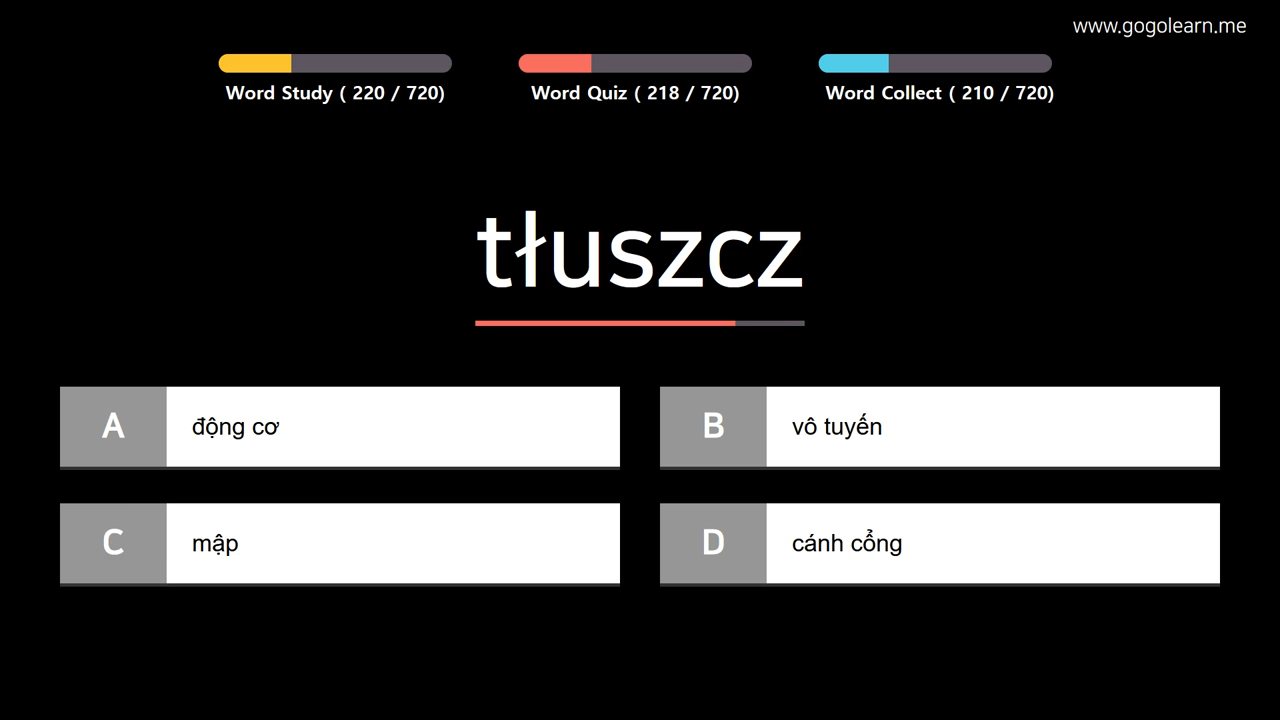 www.gogolearn.me
Word Study ( 220 / 720)
Word Quiz ( 218 / 720)
Word Collect ( 210 / 720)
tłuszcz
A động cơ
B vô tuyến
C mập
D cánh cổng